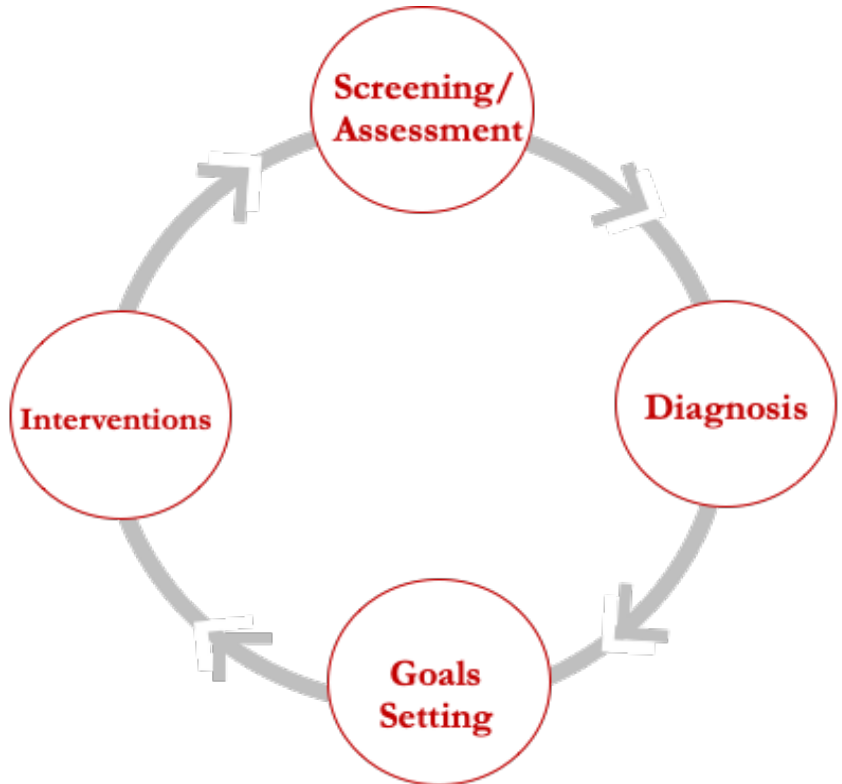 Screening/
Assessment
Diagnosis
Goals
Setting
Interventions